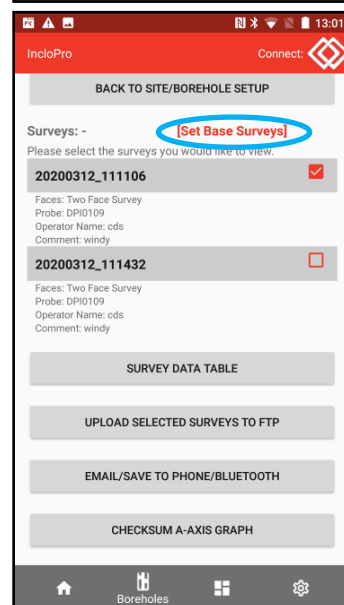 13:01
IncloPro
Connect:
BACK TO SITE/BOREHOLE SETUP
Surveys: -
[Set Base Surveys]
Please select the surveys you would like to view.
20200312_111106
Faces: Two Face Survey
Probe: DPI0109
Operator Name: cds
Comment: windy
20200312_111432
Faces: Two Face Survey
Probe: DPI0109
Operator Name: cds
Comment: windy
SURVEY DATA TABLE
UPLOAD SELECTED SURVEYS TO FTP
EMAIL/SAVE TO PHONE/BLUETOOTH
CHECKSUM A-AXIS GRAPH
Boreholes